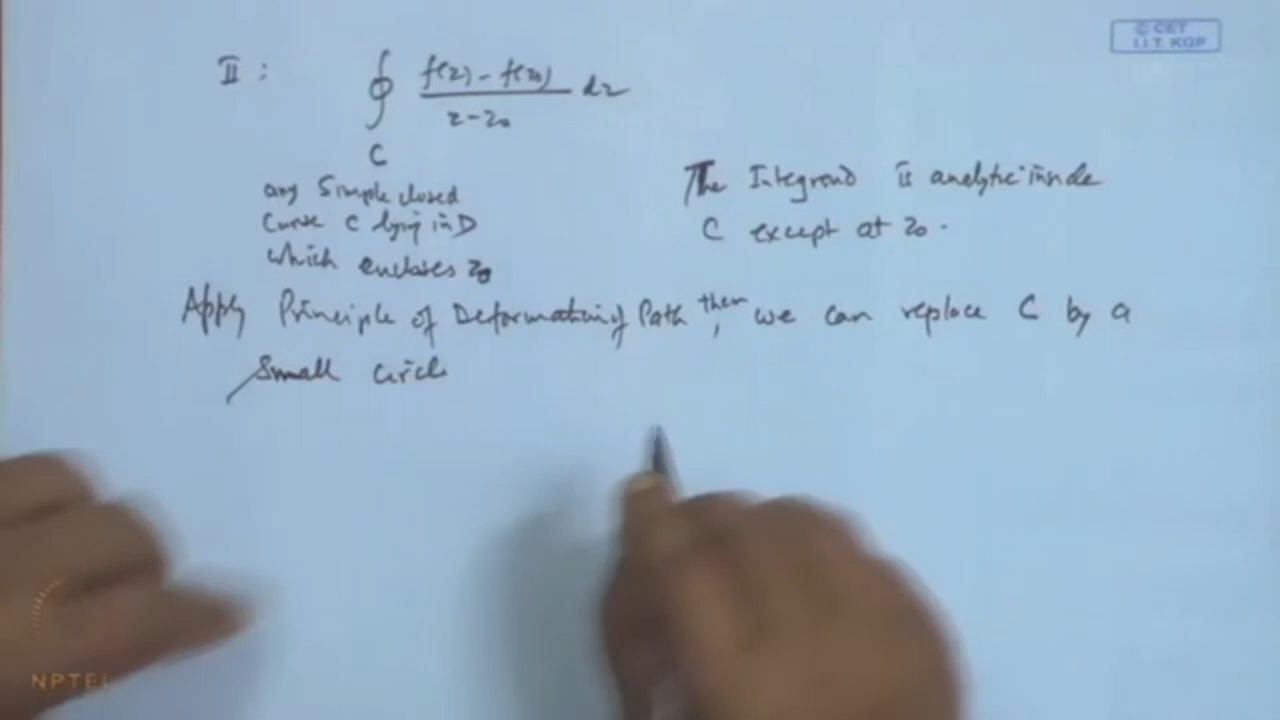 © CET
I.I.T. KGP
II : ∮ f(z) - f(z0) / z - z0 dz
C
any Simple closed
Curve C lying in D
which encloses z0
The Integrand is analytic inside
C except at z0.
Apply Principle of Deformation of Path, then we can replace C by a
small circle
NPTEL